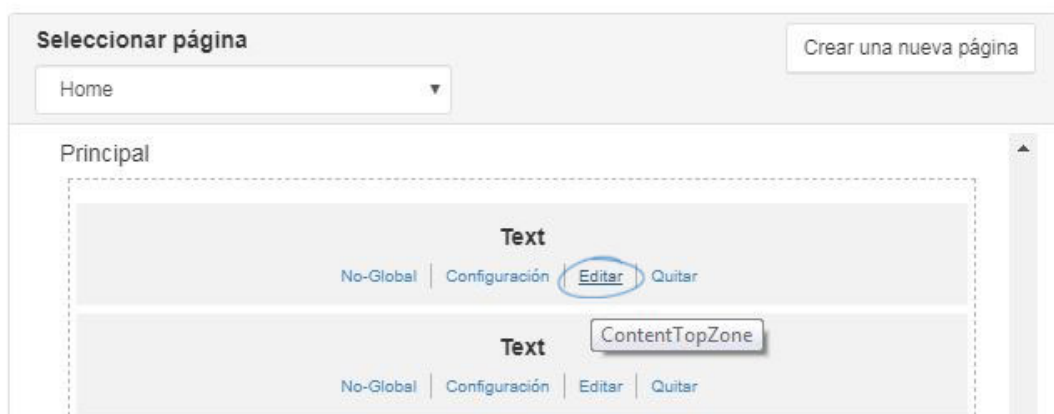 Seleccionar página
Crear una nueva página
Home
Principal
Text
No-Global Configuración Editar Quitar
ContentTopZone
Text
No-Global Configuración Editar Quitar